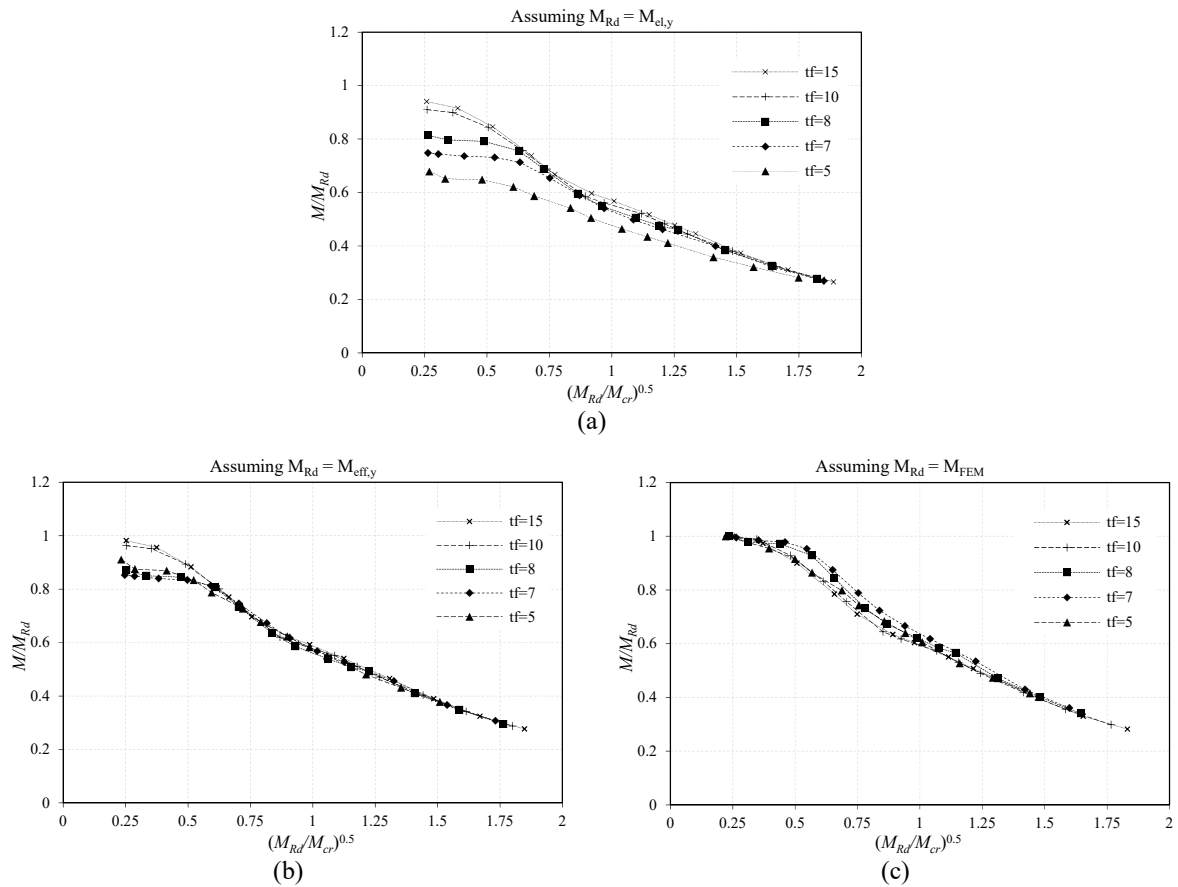 Assuming M_Rd = M_el,y
1.2
1
0.8
0.6
0.4
0.2
0
M/M_Rd
tf=15
tf=10
tf=8
tf=7
tf=5
0 0.25 0.5 0.75 1 1.25 1.5 1.75 2
(M_Rd/M_cr)^0.5
(a)
Assuming M_Rd = M_eff,y
1.2
1
0.8
0.6
0.4
0.2
0
M/M_Rd
tf=15
tf=10
tf=8
tf=7
tf=5
0 0.25 0.5 0.75 1 1.25 1.5 1.75 2
(M_Rd/M_cr)^0.5
(b)
Assuming M_Rd = M_FEM
1.2
1
0.8
0.6
0.4
0.2
0
M/M_Rd
tf=15
tf=10
tf=8
tf=7
tf=5
0 0.25 0.5 0.75 1 1.25 1.5 1.75 2
(M_Rd/M_cr)^0.5
(c)